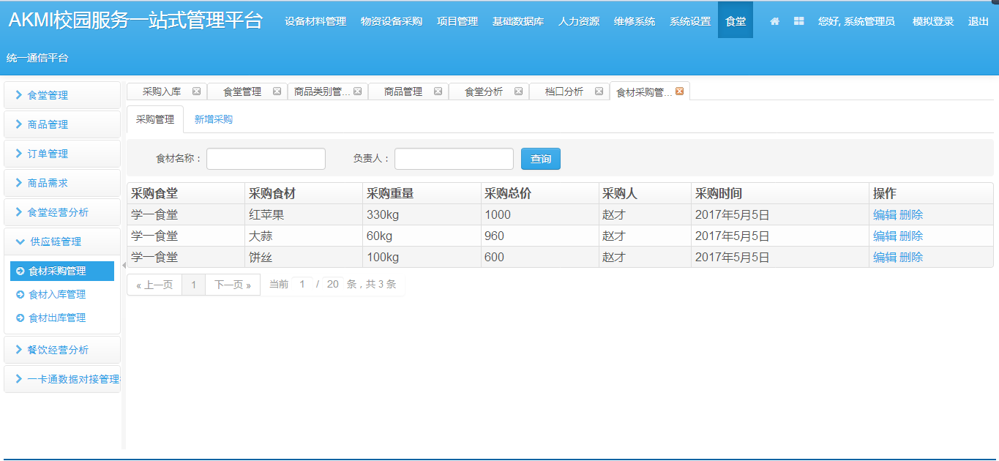 AKMI校园服务一站式管理平台 设备材料管理 物资设备采购 项目管理 基础数据库 人力资源 维修系统 系统设置 食堂 您好, 系统管理员 模拟登录 退出
统一通信平台
食堂管理
商品管理
订单管理
商品需求
食堂经营分析
供应链管理
食材采购管理
食材入库管理
食材出库管理
餐饮经营分析
一卡通数据对接管理
采购入库 食堂管理 商品类别管... 商品管理 食堂分析 档口分析 食材采购管...
采购管理 新增采购
食材名称： 负责人： 查询
采购食堂 采购食材 采购重量 采购总价 采购人 采购时间 操作
学一食堂 红苹果 330kg 1000 赵才 2017年5月5日 编辑 删除
学一食堂 大蒜 60kg 960 赵才 2017年5月5日 编辑 删除
学一食堂 饼丝 100kg 600 赵才 2017年5月5日 编辑 删除
« 上一页 1 下一页 » 当前 1 / 20 条，共 3 条